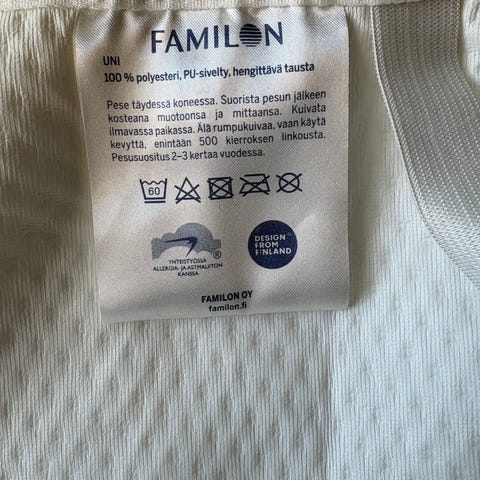 FAMILON
UNI
100 % polyesteri, PU-sivelty, hengittävä tausta
Pese täydessä koneessa. Suorista pesun jälkeen
kosteana muotoonsa ja mittaansa. Kuivata
ilmavassa paikassa. Älä rumpukuivaa, vaan käytä
kevyttä, enintään 500 kierroksen linkousta.
Pesusuositus 2–3 kertaa vuodessa.
60
YHTEISTYÖSSÄ
ALLERGIA- JA ASTMALIITON
KANSSA
®
DESIGN
FROM
FINLAND
FAMILON OY
familon.fi